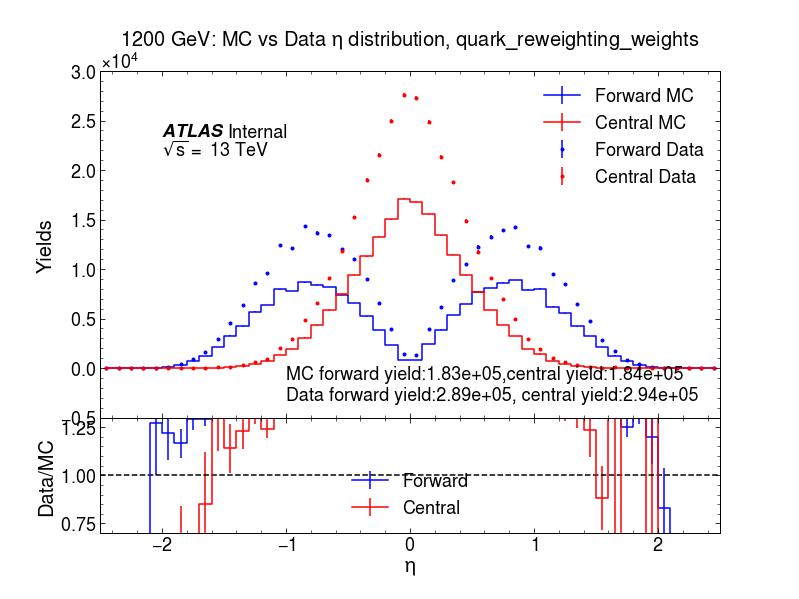 1200 GeV: MC vs Data η distribution, quark_reweighting_weights
×10⁴
3.0
2.5
2.0
1.5
1.0
0.5
0.0
0.5
Yields
ATLAS Internal
√s = 13 TeV
Forward MC
Central MC
Forward Data
Central Data
MC forward yield:1.83e+05,central yield:1.84e+05
Data forward yield:2.89e+05, central yield:2.94e+05
1.25
1.00
0.75
Data/MC
Forward
Central
−2
−1
0
1
2
η